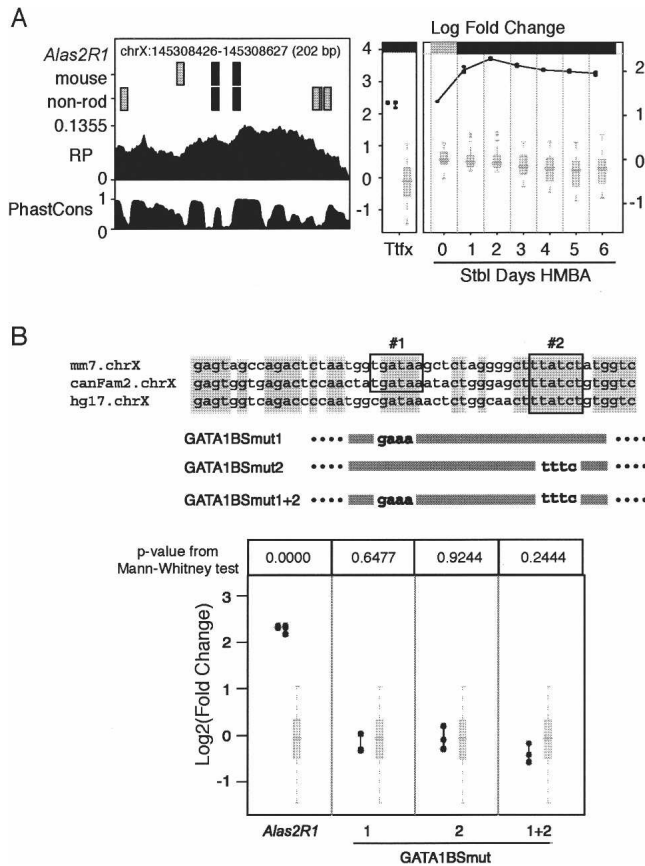 A
Log Fold Change
Alas2R1
chrX:145308426-145308627 (202 bp)
mouse
non-rod
0.1355
RP
0
PhastCons
1
0
4
3
2
1
0
-1
2
1
0
-1
Ttfx
0 1 2 3 4 5 6
Stbl Days HMBA
B
#1 #2
mm7.chrX gagtagccagactctaatggtgataagctctaggggctttatctatggtc
canFam2.chrX gagtggtgagactccaactatgataaatactgggagctttatctgtggtc
hg17.chrX gagtggtcagaccccaatggcgataaactctggcaactttatctgtggtc
GATA1BSmut1 gaaa
GATA1BSmut2 tttc
GATA1BSmut1+2 gaaa tttc
p-value from
Mann-Whitney test
0.0000 0.6477 0.9244 0.2444
Log2(Fold Change)
3
2
1
0
-1
Alas2R1 1 2 1+2
GATA1BSmut